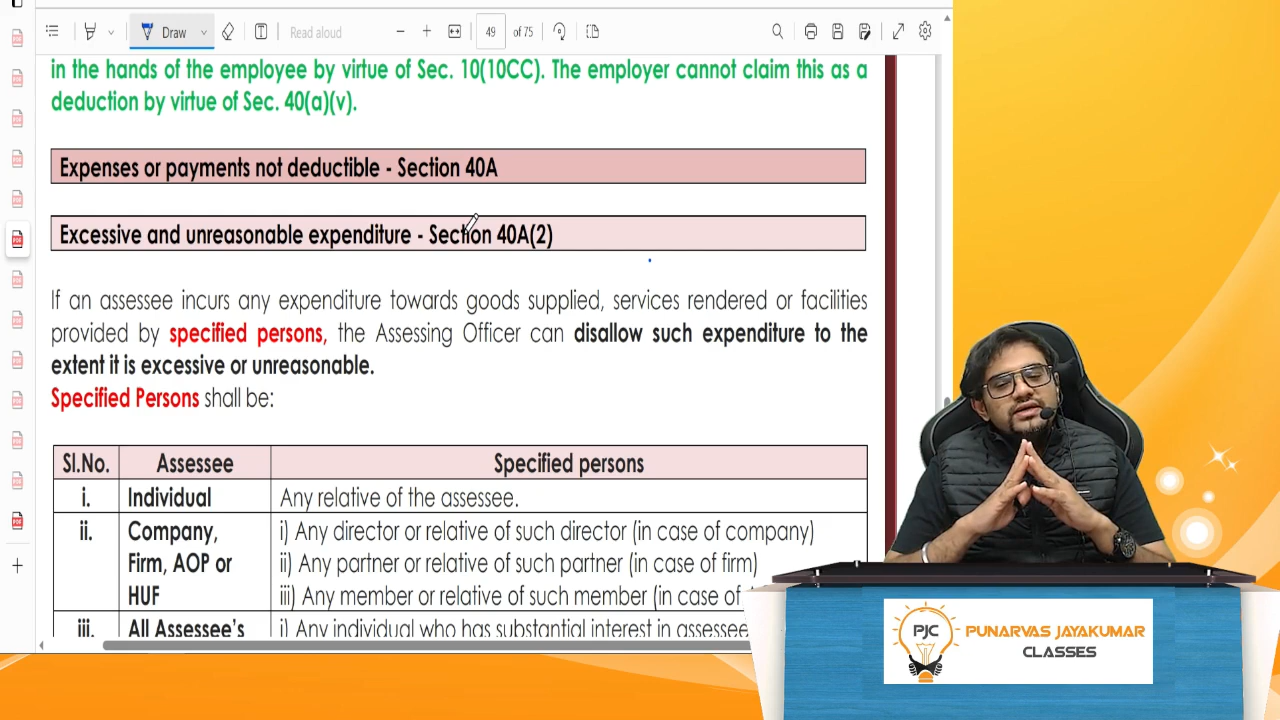 Draw
Read aloud
49
of 75
in the hands of the employee by virtue of Sec. 10(10CC). The employer cannot claim this as a
deduction by virtue of Sec. 40(a)(v).
Expenses or payments not deductible - Section 40A
Excessive and unreasonable expenditure - Section 40A(2)
If an assessee incurs any expenditure towards goods supplied, services rendered or facilities
provided by specified persons, the Assessing Officer can disallow such expenditure to the
extent it is excessive or unreasonable.
Specified Persons shall be:
Sl.No. Assessee Specified persons
i. Individual Any relative of the assessee.
ii. Company, i) Any director or relative of such director (in case of company)
Firm, AOP or ii) Any partner or relative of such partner (in case of firm)
HUF iii) Any member or relative of such member (in case of
iii. All Assessee's i) Any individual who has substantial interest in assessee
PJC
PUNARVAS JAYAKUMAR
CLASSES